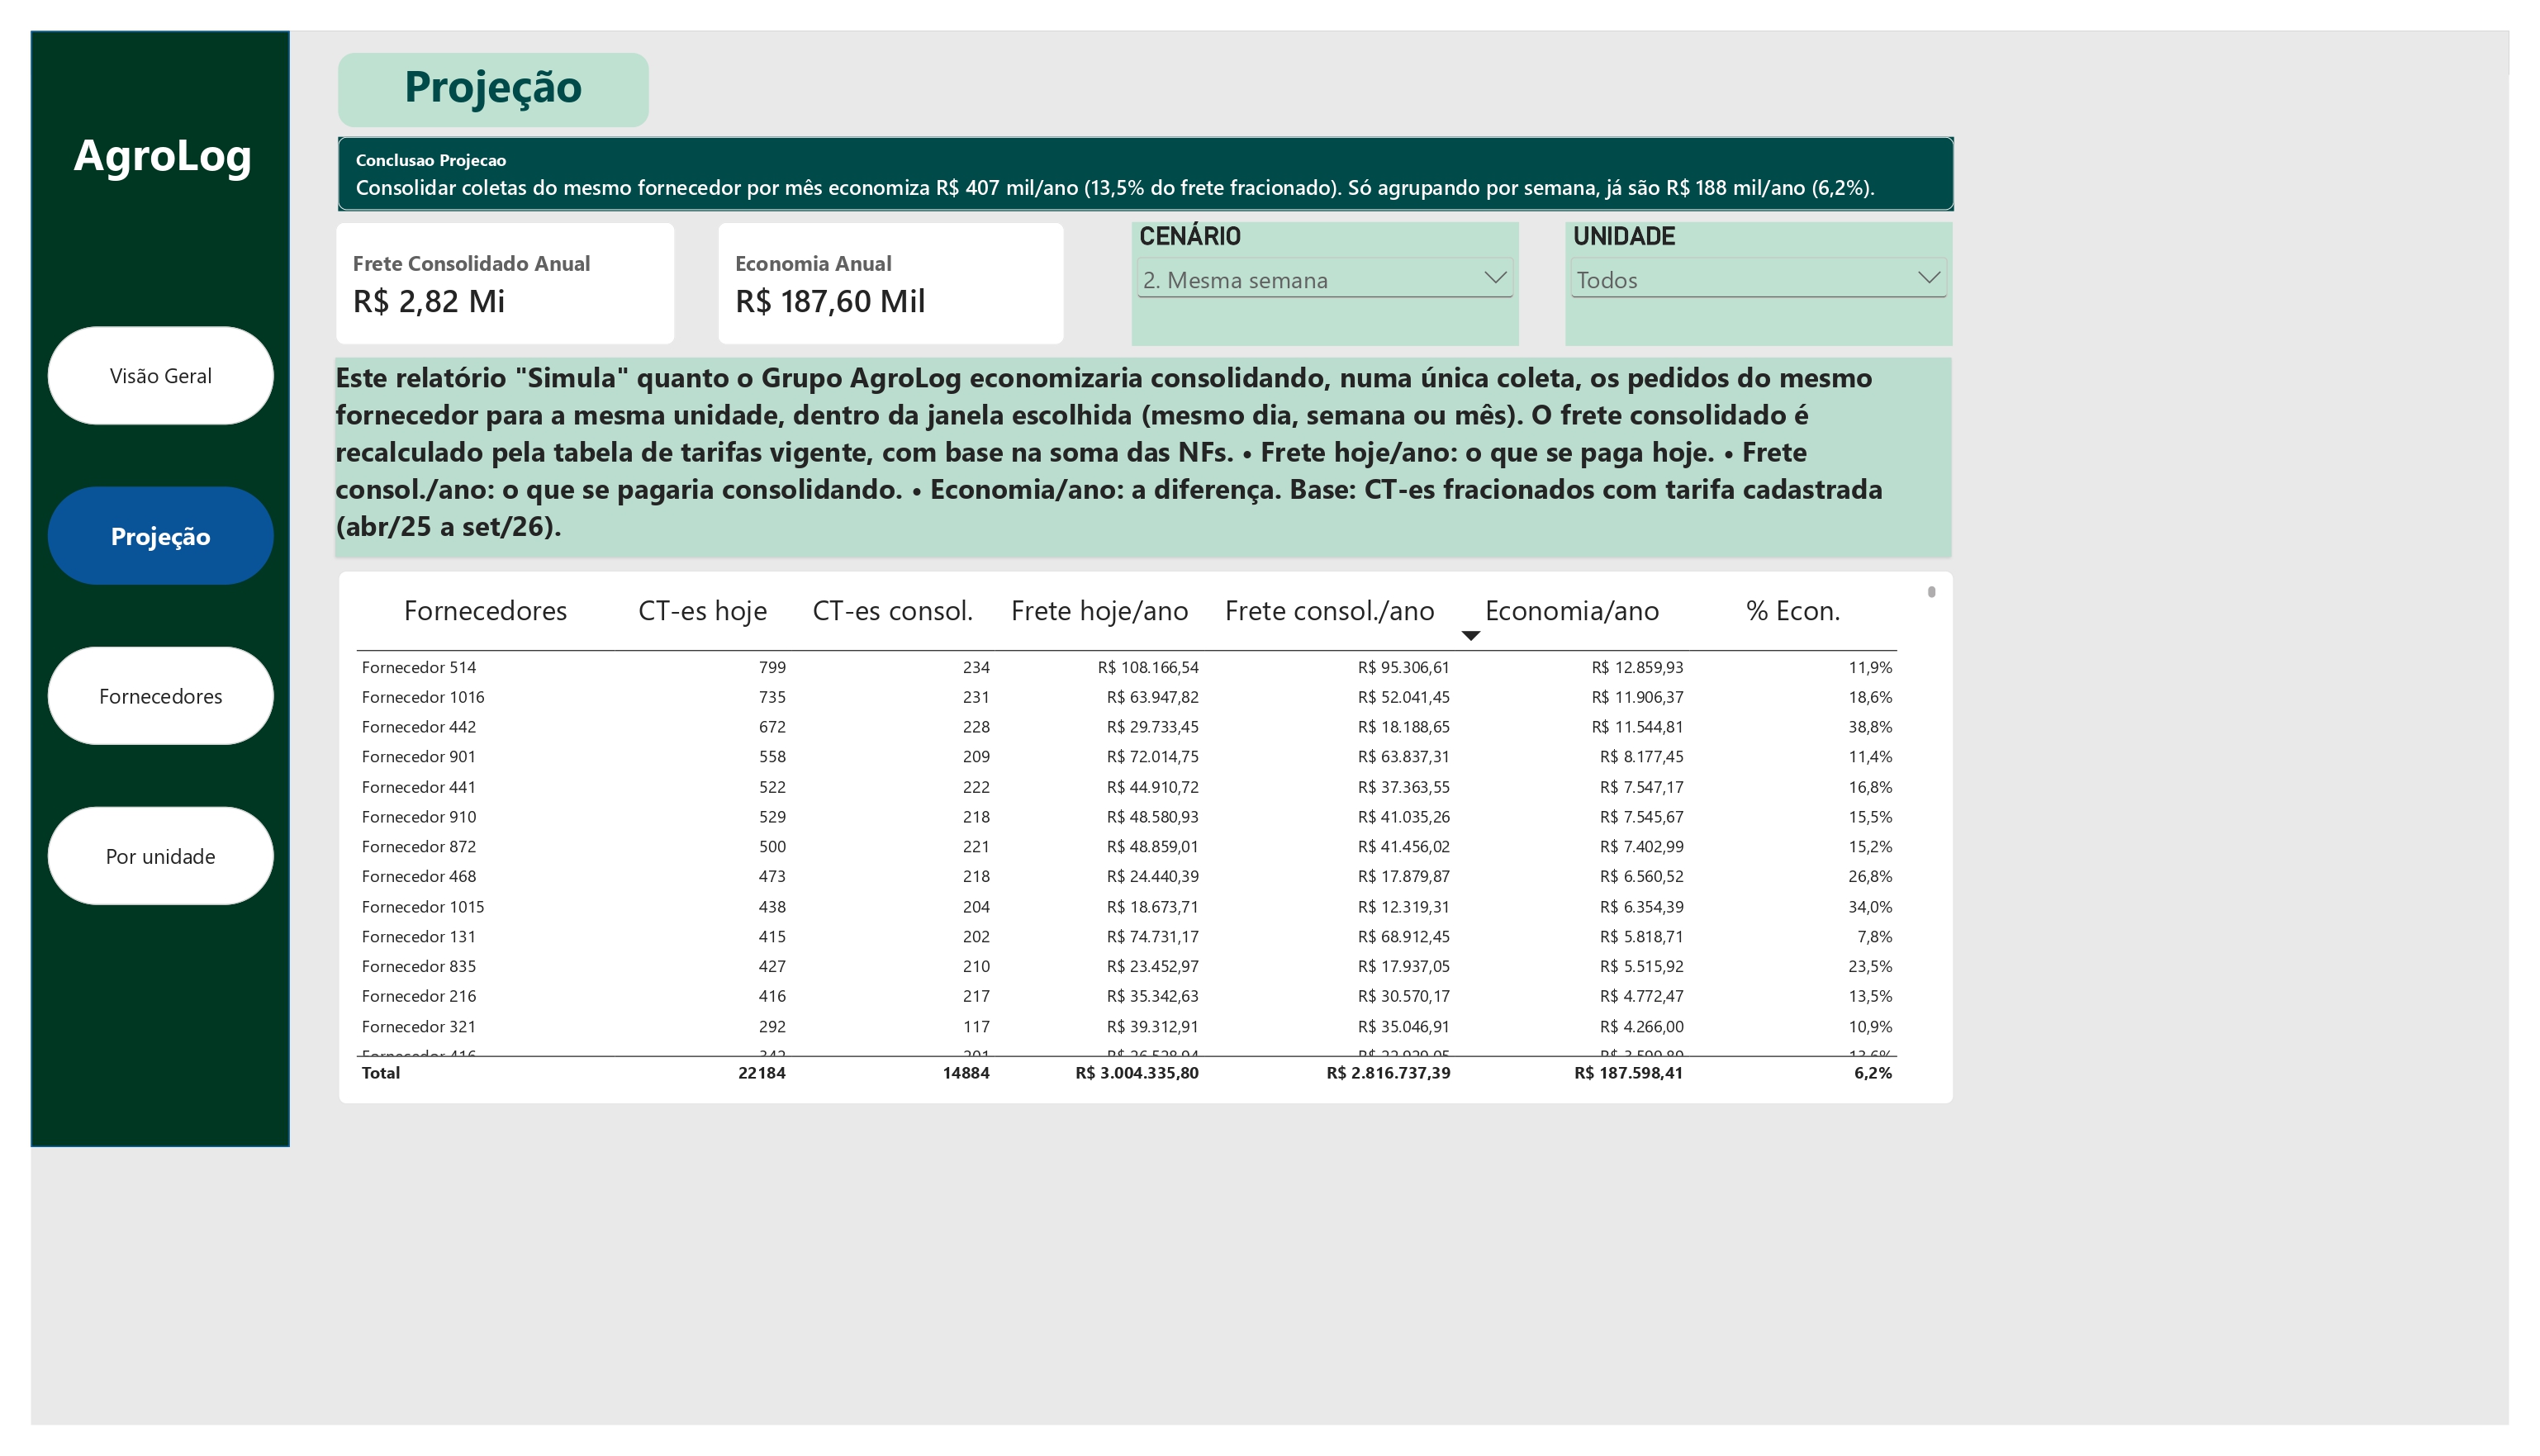 AgroLog
Visão Geral
Projeção
Fornecedores
Por unidade
Projeção
Conclusao Projecao
Consolidar coletas do mesmo fornecedor por mês economiza R$ 407 mil/ano (13,5% do frete fracionado). Só agrupando por semana, já são R$ 188 mil/ano (6,2%).
Frete Consolidado Anual
R$ 2,82 Mi
Economia Anual
R$ 187,60 Mil
CENÁRIO
2. Mesma semana
UNIDADE
Todos
Este relatório "Simula" quanto o Grupo AgroLog economizaria consolidando, numa única coleta, os pedidos do mesmo
fornecedor para a mesma unidade, dentro da janela escolhida (mesmo dia, semana ou mês). O frete consolidado é
recalculado pela tabela de tarifas vigente, com base na soma das NFs. • Frete hoje/ano: o que se paga hoje. • Frete
consol./ano: o que se pagaria consolidando. • Economia/ano: a diferença. Base: CT-es fracionados com tarifa cadastrada
(abr/25 a set/26).
Fornecedores CT-es hoje CT-es consol. Frete hoje/ano Frete consol./ano Economia/ano % Econ.
Fornecedor 514 799 234 R$ 108.166,54 R$ 95.306,61 R$ 12.859,93 11,9%
Fornecedor 1016 735 231 R$ 63.947,82 R$ 52.041,45 R$ 11.906,37 18,6%
Fornecedor 442 672 228 R$ 29.733,45 R$ 18.188,65 R$ 11.544,81 38,8%
Fornecedor 901 558 209 R$ 72.014,75 R$ 63.837,31 R$ 8.177,45 11,4%
Fornecedor 441 522 222 R$ 44.910,72 R$ 37.363,55 R$ 7.547,17 16,8%
Fornecedor 910 529 218 R$ 48.580,93 R$ 41.035,26 R$ 7.545,67 15,5%
Fornecedor 872 500 221 R$ 48.859,01 R$ 41.456,02 R$ 7.402,99 15,2%
Fornecedor 468 473 218 R$ 24.440,39 R$ 17.879,87 R$ 6.560,52 26,8%
Fornecedor 1015 438 204 R$ 18.673,71 R$ 12.319,31 R$ 6.354,39 34,0%
Fornecedor 131 415 202 R$ 74.731,17 R$ 68.912,45 R$ 5.818,71 7,8%
Fornecedor 835 427 210 R$ 23.452,97 R$ 17.937,05 R$ 5.515,92 23,5%
Fornecedor 216 416 217 R$ 35.342,63 R$ 30.570,17 R$ 4.772,47 13,5%
Fornecedor 321 292 117 R$ 39.312,91 R$ 35.046,91 R$ 4.266,00 10,9%
Total 22184 14884 R$ 3.004.335,80 R$ 2.816.737,39 R$ 187.598,41 6,2%